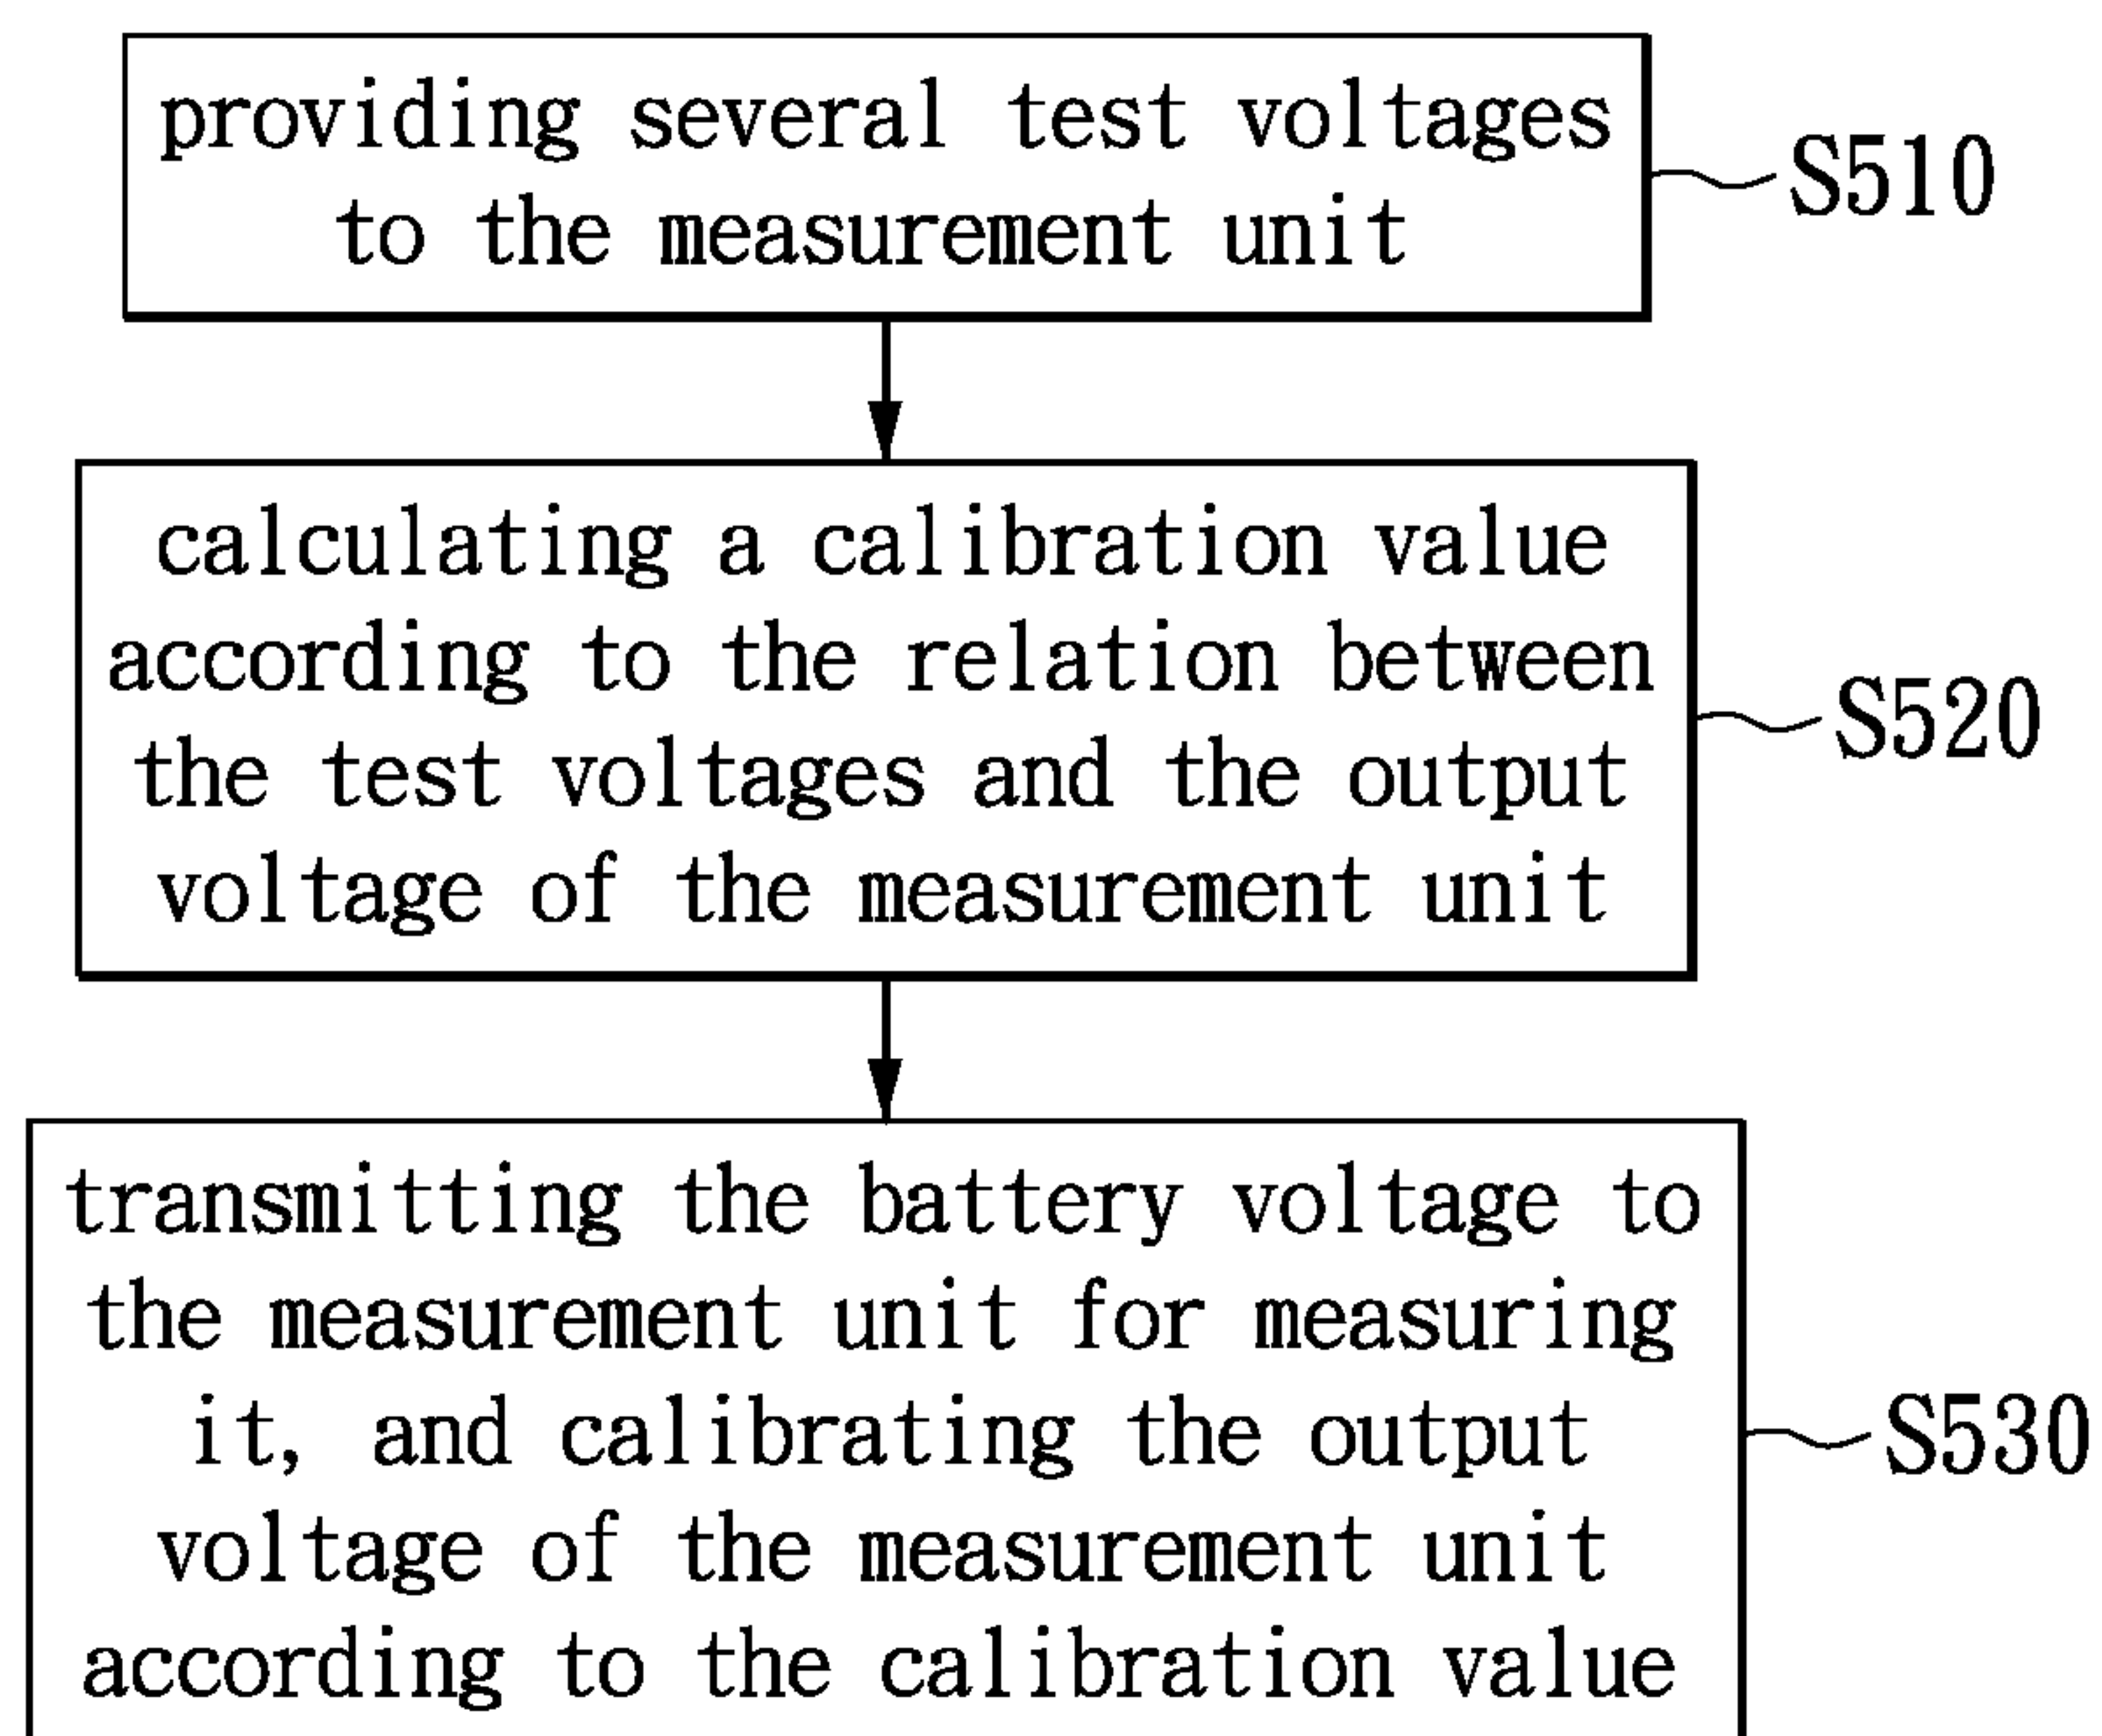 providing several test voltages
to the measurement unit
S510
calculating a calibration value
according to the relation between
the test voltages and the output
voltage of the measurement unit
S520
transmitting the battery voltage to
the measurement unit for measuring
it, and calibrating the output
voltage of the measurement unit
according to the calibration value
S530